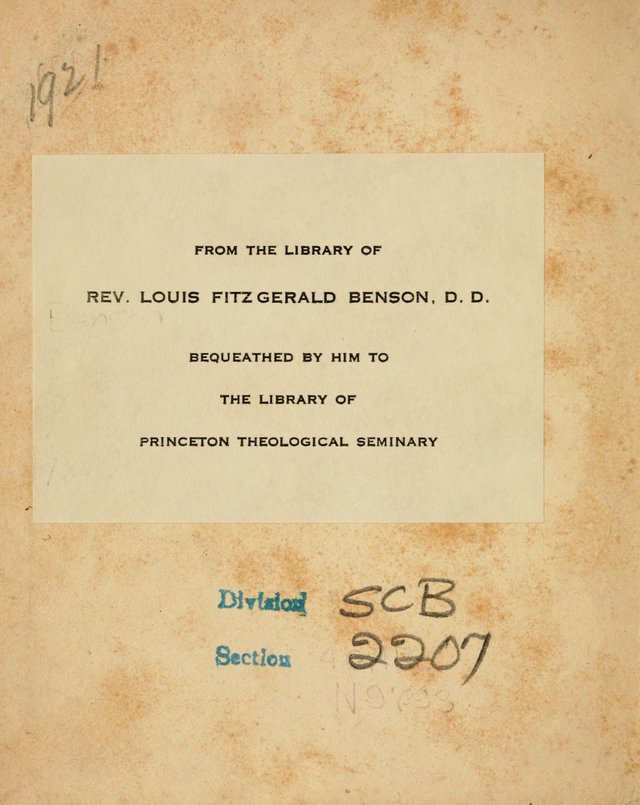 1921
FROM THE LIBRARY OF
REV. LOUIS FITZGERALD BENSON, D. D.
BEQUEATHED BY HIM TO
THE LIBRARY OF
PRINCETON THEOLOGICAL SEMINARY
Division SCB
Section 2207